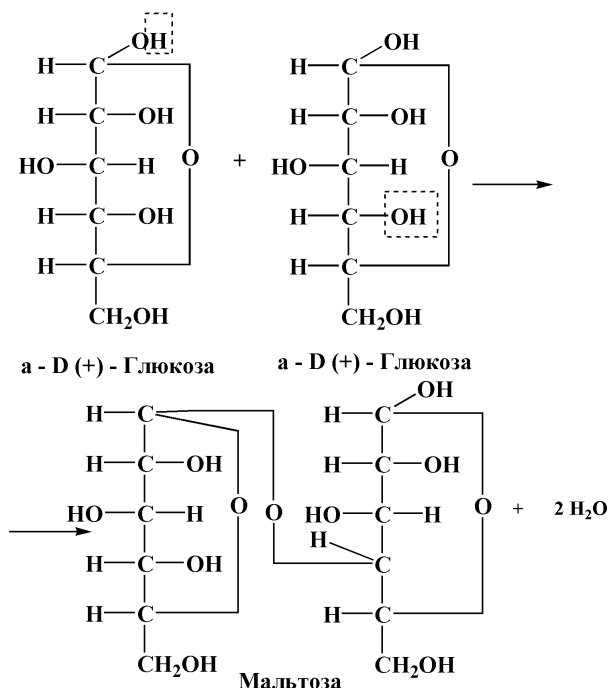 OH OH
H C H C
H C OH H C OH
HO C H O + HO C H O
H C OH H C OH
H C H C
CH₂OH CH₂OH
a - D (+) - Глюкоза a - D (+) - Глюкоза
OH
H C H C
H C OH H C OH
HO C H O O HO C H O + 2 H₂O
H
H C OH C
H C H C
CH₂OH CH₂OH
Мальтоза